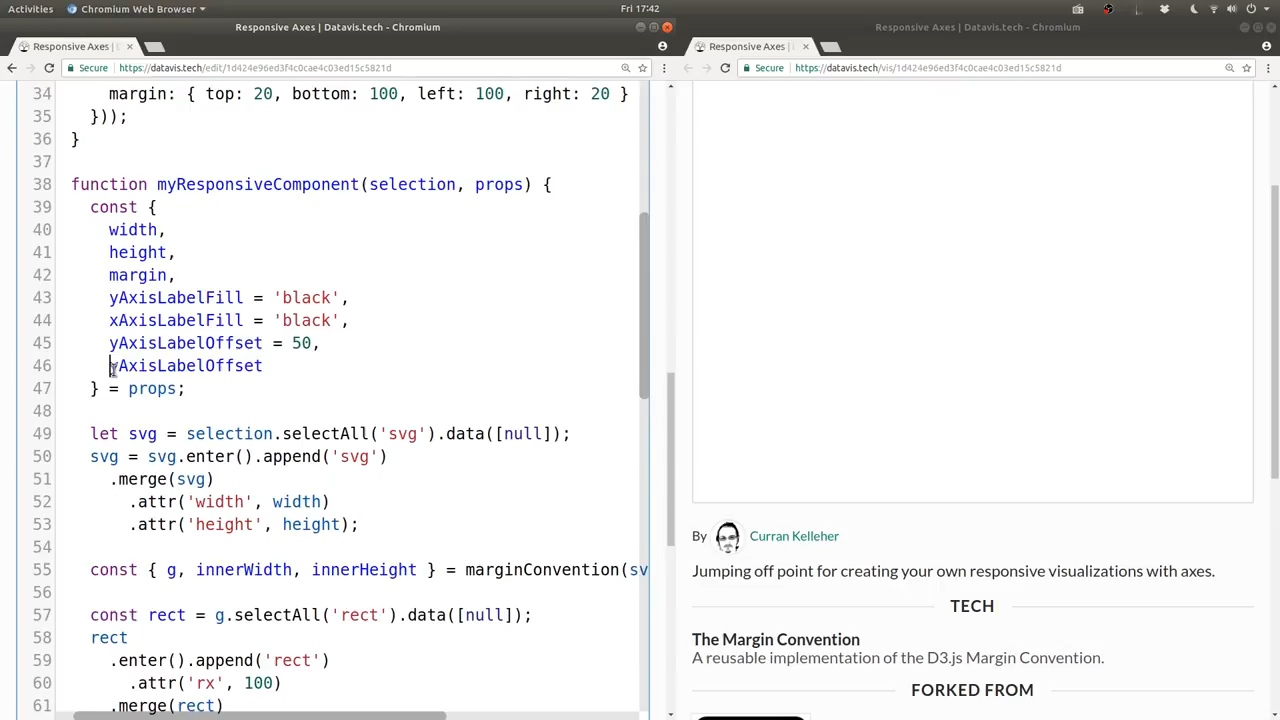 Activities
Chromium Web Browser
Fri 17:42
Responsive Axes | Datavis.tech - Chromium
Responsive Axes | Datavis.tech - Chromium
Responsive Axes |
Responsive Axes |
Secure
https://datavis.tech/edit/1d424e96ed3f4c0cae4c03ed15c5821d
Secure
https://datavis.tech/vis/1d424e96ed3f4c0cae4c03ed15c5821d
34 margin: { top: 20, bottom: 100, left: 100, right: 20 }
35 }));
36 }
37
38 function myResponsiveComponent(selection, props) {
39 const {
40 width,
41 height,
42 margin,
43 yAxisLabelFill = 'black',
44 xAxisLabelFill = 'black',
45 yAxisLabelOffset = 50,
46 yAxisLabelOffset
47 } = props;
48
49 let svg = selection.selectAll('svg').data([null]);
50 svg = svg.enter().append('svg')
51 .merge(svg)
52 .attr('width', width)
53 .attr('height', height);
54
55 const { g, innerWidth, innerHeight } = marginConvention(sv
56
57 const rect = g.selectAll('rect').data([null]);
58 rect
59 .enter().append('rect')
60 .attr('rx', 100)
61 .merge(rect)
By Curran Kelleher
Jumping off point for creating your own responsive visualizations with axes.
TECH
The Margin Convention
A reusable implementation of the D3.js Margin Convention.
FORKED FROM